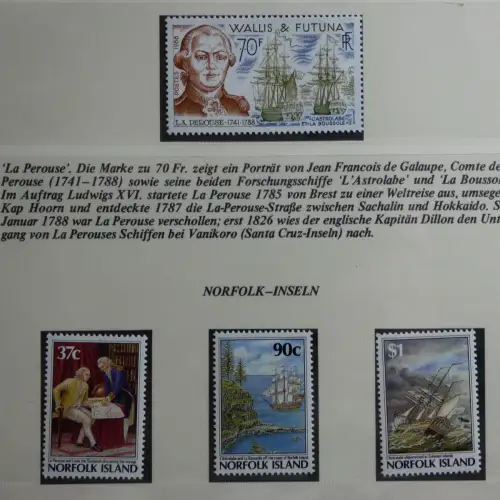 WALLIS & FUTUNA
70F
RF
POSTES 1988
LA PEROUSE -1741-1788
L'ASTROLABE
ET LA BOUSSOLE
'La Perouse'. Die Marke zu 70 Fr. zeigt ein Porträt von Jean Francois de Galaupe, Comte de
Perouse (1741–1788) sowie seine beiden Forschungsschiffe 'L'Astrolabe' und 'La Bousso
Im Auftrag Ludwigs XVI. startete La Perouse 1785 von Brest zu einer Weltreise aus, umsege
Kap Hoorn und entdeckte 1787 die La-Perouse-Straße zwischen Sachalin und Hokkaido. S
Januar 1788 war La Perouse verschollen; erst 1826 wies der englische Kapitän Dillon den Unt
gang von La Perouses Schiffen bei Vanikoro (Santa Cruz-Inseln) nach.
NORFOLK–INSELN
37c
90c
$1
NORFOLK ISLAND
NORFOLK ISLAND
NORFOLK ISLAND